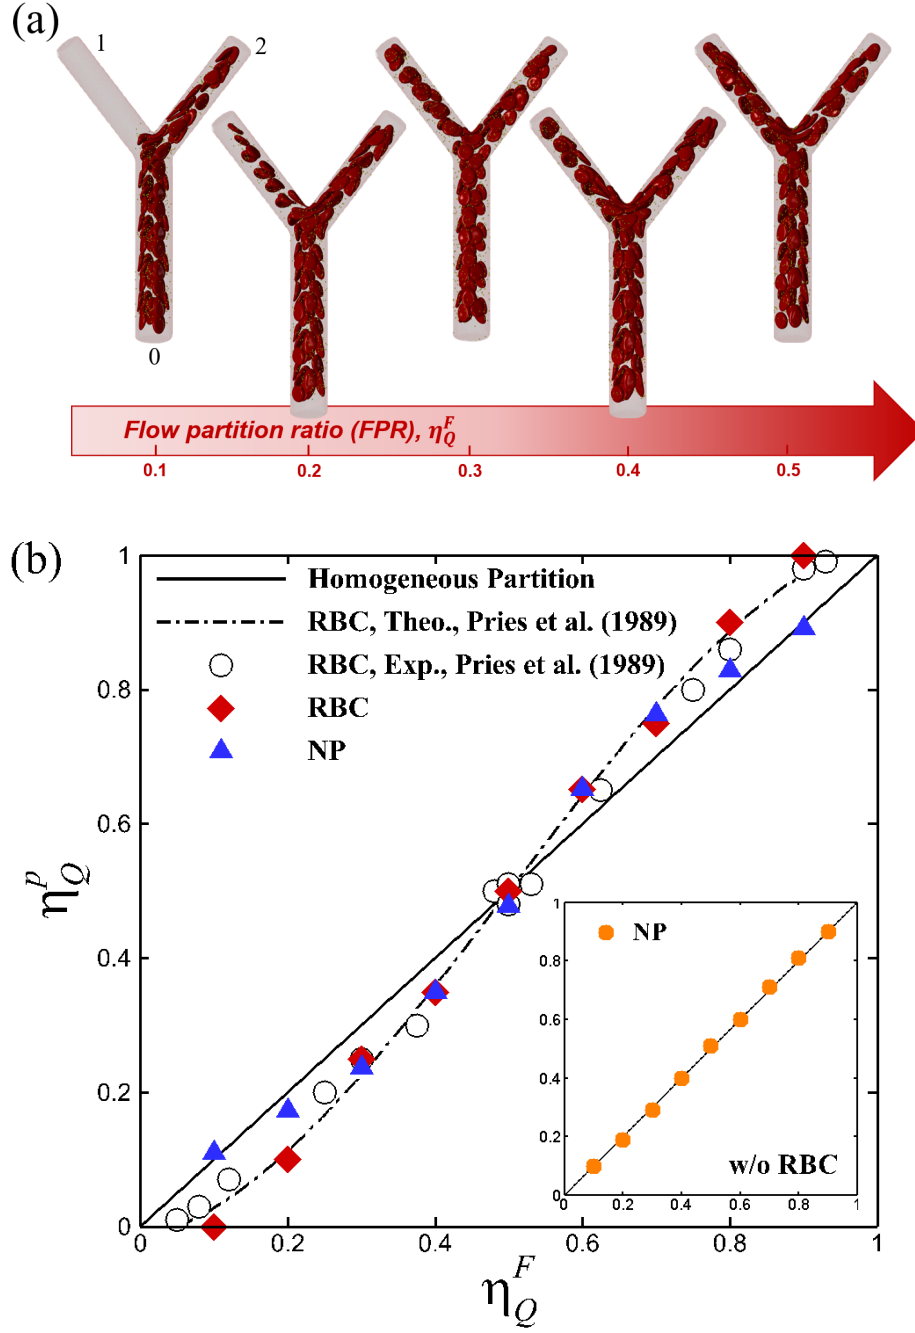 (a)
1
2
0
Flow partition ratio (FPR), η_Q^F
0.1 0.2 0.3 0.4 0.5
(b)
1
0.8
0.6
0.4
0.2
0
η_Q^p
Homogeneous Partition
RBC, Theo., Pries et al. (1989)
RBC, Exp., Pries et al. (1989)
RBC
NP
1
0.8
0.6
0.4
0.2
0
NP
w/o RBC
0.2 0.4 0.6 0.8 1
0 0.2 0.4 0.6 0.8 1
η_Q^F